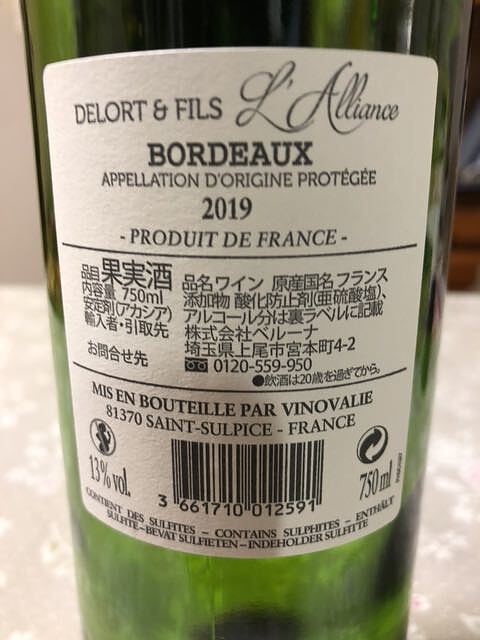 DELORT & FILS L'Alliance
BORDEAUX
APPELLATION D'ORIGINE PROTÉGÉE
2019
- PRODUIT DE FRANCE -
品目 果実酒 品名 ワイン 原産国名 フランス
内容量 750ml 添加物 酸化防止剤(亜硫酸塩)、
安定剤(アカシア) アルコール分は裏ラベルに記載
輸入者・引取先 株式会社ベルーナ
埼玉県上尾市宮本町4-2
お問合せ先 0120-559-950
●飲酒は20歳を過ぎてから。
MIS EN BOUTEILLE PAR VINOVALIE
81370 SAINT-SULPICE - FRANCE
13% vol.
3 661710 012591
750 ml
CONTIENT DES SULFITES – CONTAINS SULPHITES – ENTHÄLT
SULFITE – BEVAT SULFIETEN – INDEHOLDER SULFITTE